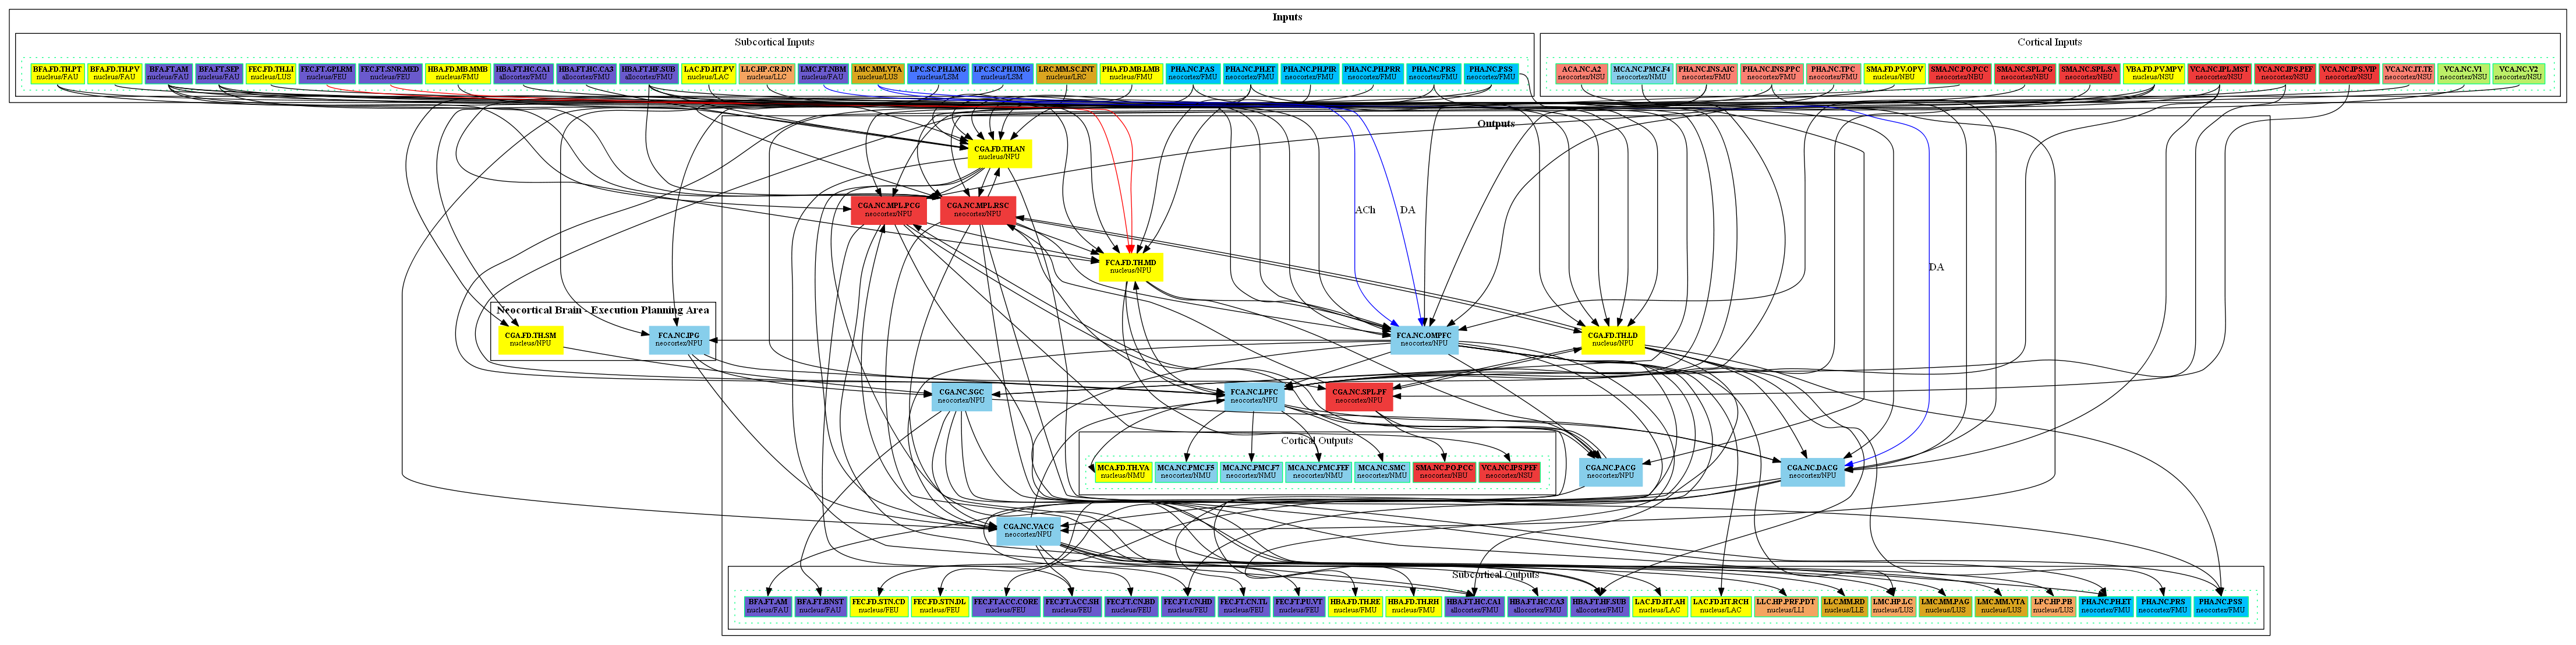 Inputs
Subcortical Inputs
Cortical Inputs
BFA.FD.TH.PT
nucleus/FAU
BFA.FD.TH.PV
nucleus/FAU
BFA.FT.AM
nucleus/FAU
BFA.FT.SEP
nucleus/FAU
FEC.FD.TH.LI
nucleus/LUS
FEC.FT.GPI.RM
nucleus/FEU
FEC.FT.SNR.MED
nucleus/FEU
HBA.FD.MB.MMB
nucleus/FMU
HBA.FT.HC.CA1
allocortex/FMU
HBA.FT.HC.CA3
allocortex/FMU
HBA.FT.HF.SUB
allocortex/FMU
LAC.FD.HT.PV
nucleus/LAC
LLC.HP.CR.DN
nucleus/LLC
LMC.FT.NBM
nucleus/FAU
LMC.MM.VTA
nucleus/LUS
LPC.SC.PH.LMG
nucleus/LSM
LPC.SC.PH.UMG
nucleus/LSM
LRC.MM.SC.INT
nucleus/LRC
PHA.FD.MB.LMB
nucleus/FMU
PHA.NC.PAS
neocortex/FMU
PHA.NC.PH.ET
neocortex/FMU
PHA.NC.PH.PIR
neocortex/FMU
PHA.NC.PH.PRR
neocortex/FMU
PHA.NC.PRS
neocortex/FMU
PHA.NC.PSS
neocortex/FMU
ACA.NC.A2
neocortex/NSU
MCA.NC.PMC.F4
neocortex/NMU
PHA.NC.INS.AIC
neocortex/FMU
PHA.NC.INS.PPC
neocortex/FMU
PHA.NC.TPC
neocortex/FMU
SMA.FD.PV.OPV
nucleus/NBU
SMA.NC.PO.PCC
neocortex/NBU
SMA.NC.SPL.PG
neocortex/NBU
SMA.NC.SPL.SA
neocortex/NBU
VBA.FD.PV.MPV
nucleus/NSU
VCA.NC.IPL.MST
neocortex/NSU
VCA.NC.IPS.PEF
neocortex/NSU
VCA.NC.IPS.VIP
neocortex/NSU
VCA.NC.IT.TE
neocortex/NSU
VCA.NC.V1
neocortex/NSU
VCA.NC.V2
neocortex/NSU
Outputs
CGA.FD.TH.AN
nucleus/NPU
CGA.NC.MPL.PCG
neocortex/NPU
CGA.NC.MPL.RSC
neocortex/NPU
ACh
DA
DA
FCA.FD.TH.MD
nucleus/NPU
Neocortical Brain - Execution Planning Area
CGA.FD.TH.SM
nucleus/NPU
FCA.NC.IPG
neocortex/NPU
FCA.NC.OMPFC
neocortex/NPU
CGA.FD.TH.LD
nucleus/NPU
CGA.NC.SGC
neocortex/NPU
FCA.NC.LPFC
neocortex/NPU
CGA.NC.SPL.PF
neocortex/NPU
Cortical Outputs
MCA.FD.TH.VA
nucleus/NMU
MCA.NC.PMC.F5
neocortex/NMU
MCA.NC.PMC.F7
neocortex/NMU
MCA.NC.PMC.FEF
neocortex/NMU
MCA.NC.SMC
neocortex/NMU
SMA.NC.PO.PCC
neocortex/NBU
VCA.NC.IPS.PEF
neocortex/NSU
CGA.NC.PACG
neocortex/NPU
CGA.NC.DACG
neocortex/NPU
CGA.NC.VACG
neocortex/NPU
Subcortical Outputs
BFA.FT.AM
nucleus/FAU
BFA.FT.BNST
nucleus/FAU
FEC.FD.STN.CD
nucleus/FEU
FEC.FD.STN.DL
nucleus/FEU
FEC.FT.ACC.CORE
nucleus/FEU
FEC.FT.ACC.SH
nucleus/FEU
FEC.FT.CN.BD
nucleus/FEU
FEC.FT.CN.HD
nucleus/FEU
FEC.FT.CN.TL
nucleus/FEU
FEC.FT.PU.VT
nucleus/FEU
HBA.FD.TH.RE
nucleus/FMU
HBA.FD.TH.RH
nucleus/FMU
HBA.FT.HC.CA1
allocortex/FMU
HBA.FT.HC.CA3
allocortex/FMU
HBA.FT.HF.SUB
allocortex/FMU
LAC.FD.HT.AH
nucleus/LAC
LAC.FD.HT.RCH
nucleus/LAC
LLC.HP.PBF.PDT
nucleus/LLI
LLC.MM.RD
nucleus/LLE
LMC.HP.LC
nucleus/LUS
LMC.MM.PAG
nucleus/LUS
LMC.MM.VTA
nucleus/LUS
LPC.HP.PB
nucleus/LUS
PHA.NC.PH.ET
neocortex/FMU
PHA.NC.PRS
neocortex/FMU
PHA.NC.PSS
neocortex/FMU